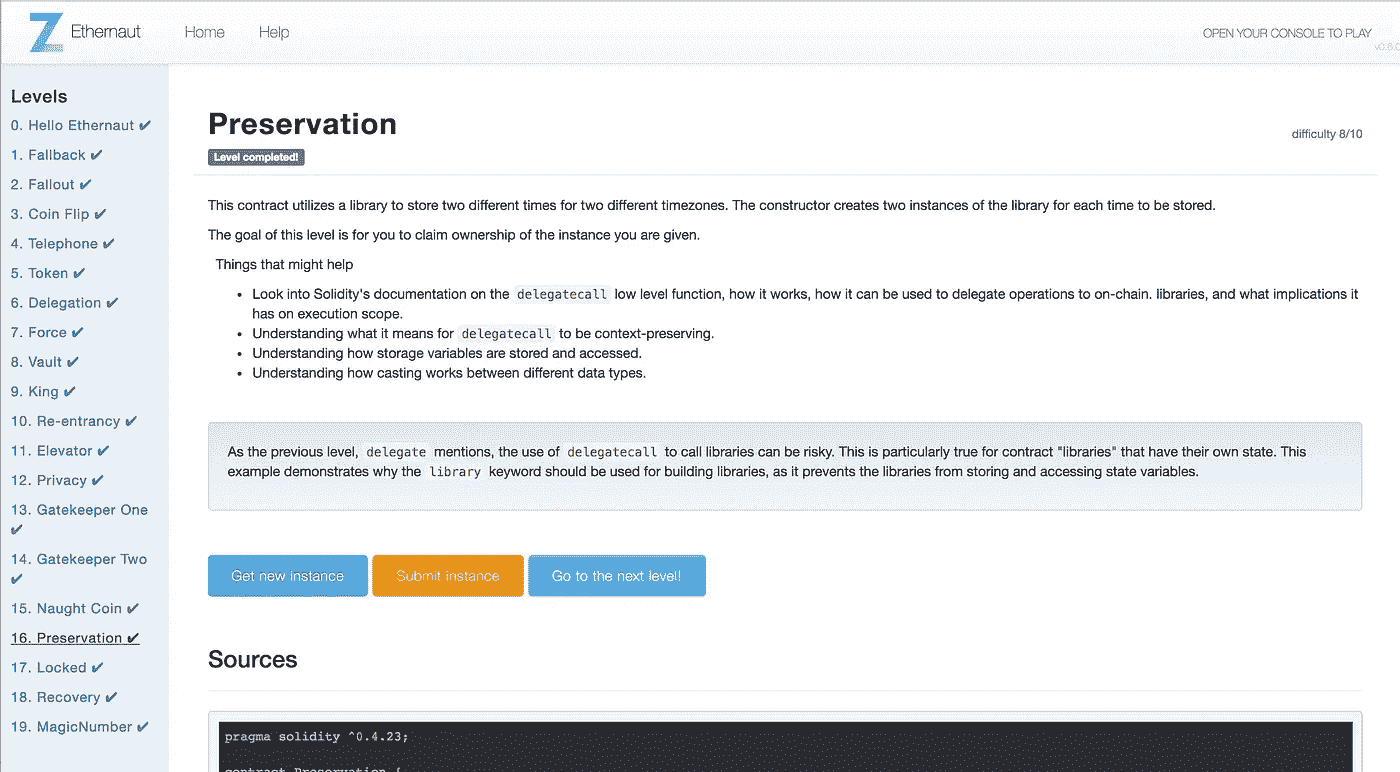 Ethernaut
Home
Help
OPEN YOUR CONSOLE TO PLAY
Levels
0. Hello Ethernaut ✔
1. Fallback ✔
2. Fallout ✔
3. Coin Flip ✔
4. Telephone ✔
5. Token ✔
6. Delegation ✔
7. Force ✔
8. Vault ✔
9. King ✔
10. Re-entrancy ✔
11. Elevator ✔
12. Privacy ✔
13. Gatekeeper One
✔
14. Gatekeeper Two
✔
15. Naught Coin ✔
16. Preservation ✔
17. Locked ✔
18. Recovery ✔
19. MagicNumber ✔
Preservation
difficulty 8/10
Level completed!
This contract utilizes a library to store two different times for two different timezones. The constructor creates two instances of the library for each time to be stored.
The goal of this level is for you to claim ownership of the instance you are given.
Things that might help
• Look into Solidity's documentation on the delegatecall low level function, how it works, how it can be used to delegate operations to on-chain. libraries, and what implications it
has on execution scope.
• Understanding what it means for delegatecall to be context-preserving.
• Understanding how storage variables are stored and accessed.
• Understanding how casting works between different data types.
As the previous level, delegate mentions, the use of delegatecall to call libraries can be risky. This is particularly true for contract "libraries" that have their own state. This
example demonstrates why the library keyword should be used for building libraries, as it prevents the libraries from storing and accessing state variables.
Get new instance
Submit instance
Go to the next level!
Sources
pragma solidity ^0.4.23;
contract Preservation {